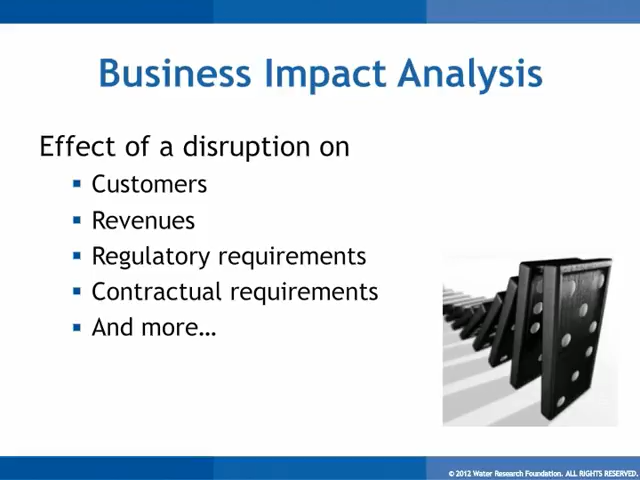 Business Impact Analysis
Effect of a disruption on
▪ Customers
▪ Revenues
▪ Regulatory requirements
▪ Contractual requirements
▪ And more…
© 2012 Water Research Foundation. ALL RIGHTS RESERVED.